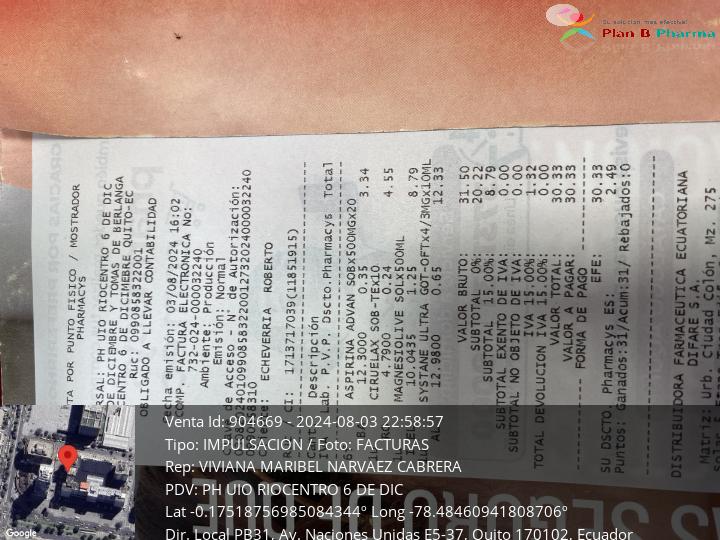 Su solución, más efectiva!
Plan B Pharma
TA POR PUNTO FISICO / MOSTRADOR
PHARMACYS
RSAL: PH UIO RIOCENTRO 6 DE DIC
DE DICIEMBRE Y TOMAS DE BERLANGA
CENTRO 6 DE DICIMEBRE QUITO-EC
Ruc: 0990858322001
OBLIGADO A LLEVAR CONTABILIDAD
cha emisión: 03/08/2024 16:02
COMP. FACTURA ELECTRONICA No:
732-024-000032240
Ambiente: Producción
Emisión: Normal
de Acceso - N° de Autorización:
ECHEVERRIA ROBERTO
CI: 1713717039(11851915)
Descripción
Lab. P.V.P. Dscto.Pharmacys Total
ASPIRINA ADVAN SOBX500MGX20
3.34
CIRUELAX SOB-TEX10
4.7900 0.24 4.55
MAGNESIOLIVE SOLX500ML
10.0435 1.25 8.79
SYSTANE ULTRA GOT-OFTX4/3MGX10ML
12.9800 0.65 12.33
VALOR BRUTO: 31.50
SUBTOTAL 0%: 20.22
SUBTOTAL 15.00%: 8.79
SUBTOTAL EXENTO DE IVA: 0.00
SUBTOTAL NO OBJETO DE IVA: 0.00
IVA 15.00%: 1.32
TOTAL DEVOLUCION IVA 15.00%: 0.00
VALOR TOTAL: 30.33
VALOR A PAGAR: 30.33
FORMA DE PAGO
EFE: 30.33
SU DSCTO. Pharmacys ES: 2.49
Puntos: Ganados:31/Acum:31/ Rebajados:0
DISTRIBUIDORA FARMACEUTICA ECUATORIANA
DIFARE S.A.
Matriz: Urb. Ciudad Colón, Mz. 275
Venta Id: 904669 - 2024-08-03 22:58:57
Tipo: IMPULSACION / Foto: FACTURAS
Rep: VIVIANA MARIBEL NARVAEZ CABRERA
PDV: PH UIO RIOCENTRO 6 DE DIC
Lat -0.17518756985084344° Long -78.48460941808706°
Dir. Local PB31, Av. Naciones Unidas E5-37, Quito 170102, Ecuador
Google